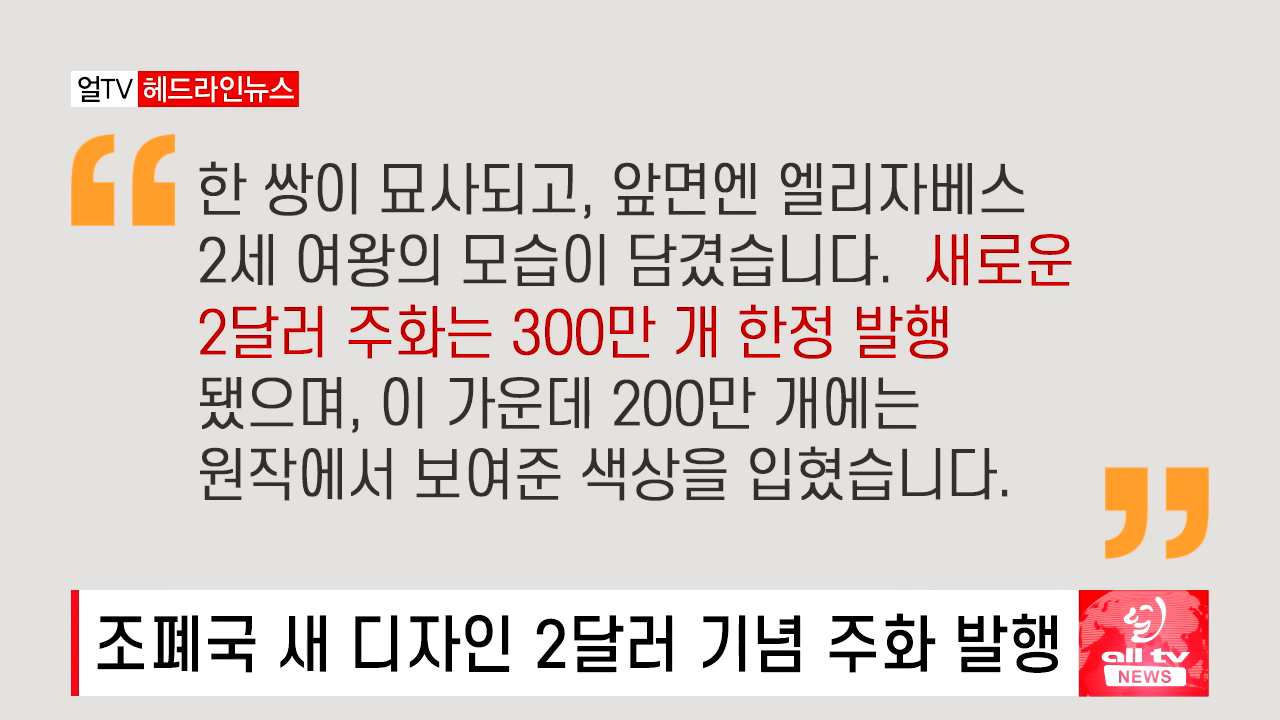 얼TV 헤드라인뉴스
한 쌍이 묘사되고, 앞면엔 엘리자베스
2세 여왕의 모습이 담겼습니다. 새로운
2달러 주화는 300만 개 한정 발행
됐으며, 이 가운데 200만 개에는
원작에서 보여준 색상을 입혔습니다.
조폐국 새 디자인 2달러 기념 주화 발행
얼
all tv
NEWS